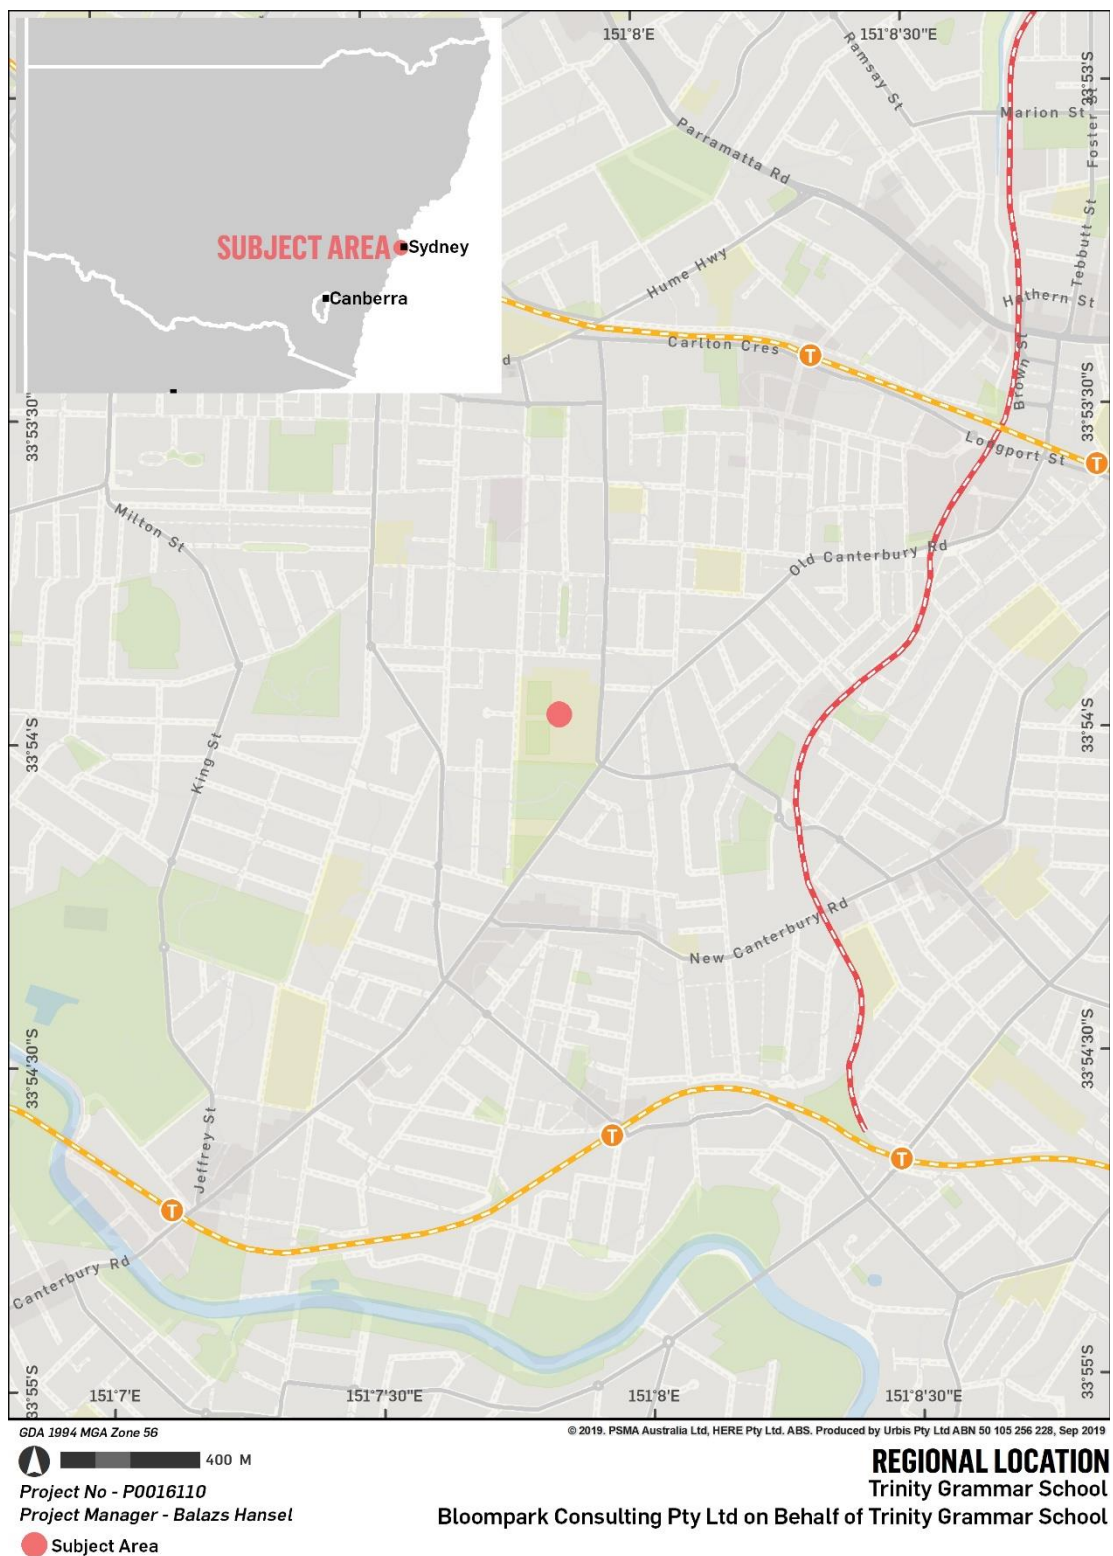 151°8'E
151°8'30"E
33°53'S
Ramsay St
Marion St
Foster St
Parramatta Rd
Tebbutt St
SUBJECT AREA
Sydney
Hume Hwy
Canberra
Hathern St
Carlton Cres
T
Brown St
d
33°53'30"
33°53'30"S
Longport St
T
Milton St
Old Canterbury Rd
33°54'S
33°54'S
King St
New Canterbury Rd
33°54'30"S
33°54'30"S
Jeffrey St
T
T
T
Canterbury Rd
33°55'S
33°55'S
151°7'E
151°7'30"E
151°8'E
151°8'30"E
GDA 1994 MGA Zone 56
© 2019. PSMA Australia Ltd, HERE Pty Ltd. ABS. Produced by Urbis Pty Ltd ABN 50 105 256 228, Sep 2019
400 M
REGIONAL LOCATION
Project No - P0016110
Trinity Grammar School
Project Manager - Balazs Hansel
Bloompark Consulting Pty Ltd on Behalf of Trinity Grammar School
Subject Area